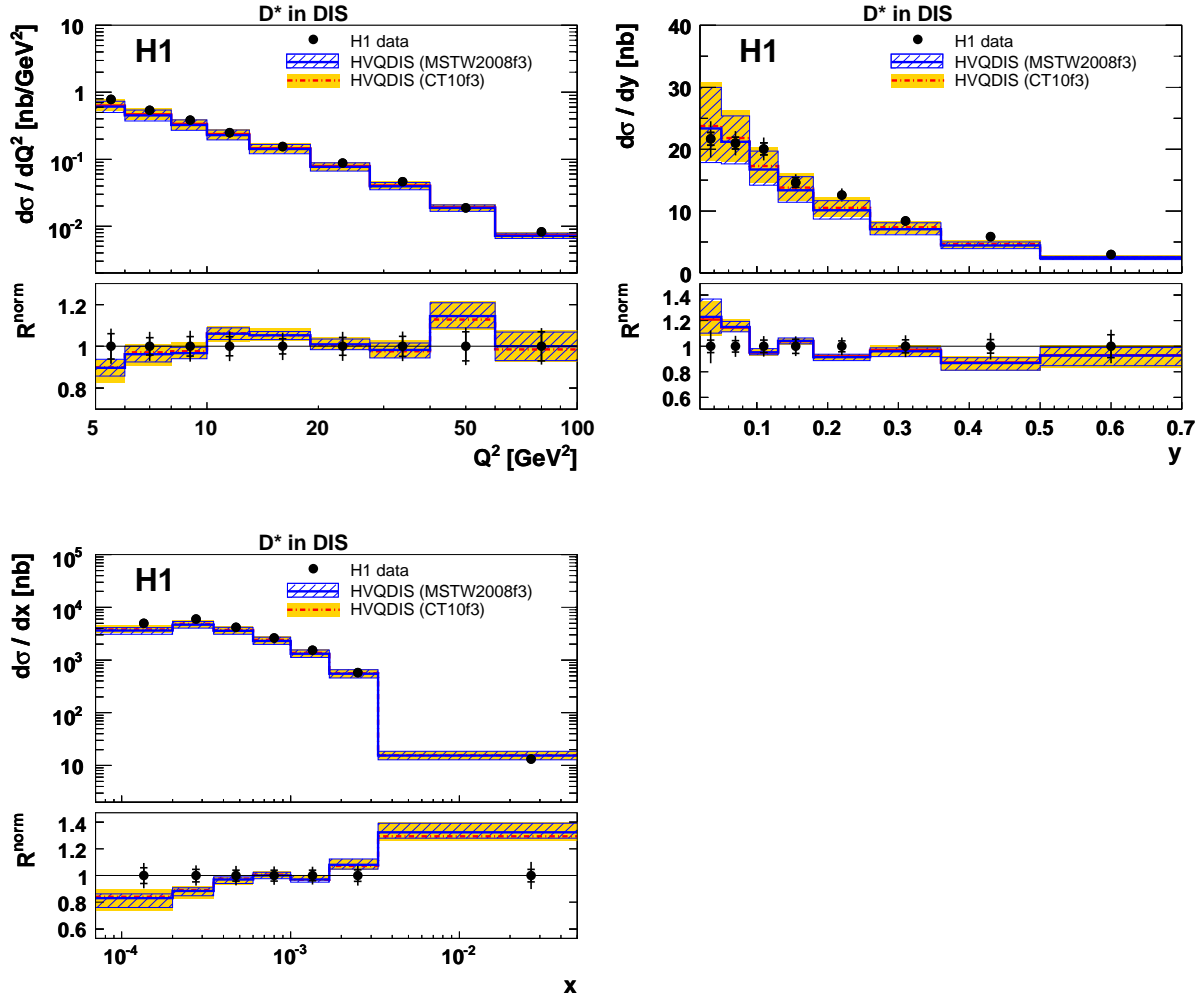 D* in DIS
H1
H1 data
HVQDIS (MSTW2008f3)
HVQDIS (CT10f3)
dσ / dQ² [nb/GeV²]
10
1
10⁻¹
10⁻²
R^norm
1.2
1
0.8
5 10 20 50 100
Q² [GeV²]
D* in DIS
H1
H1 data
HVQDIS (MSTW2008f3)
HVQDIS (CT10f3)
dσ / dy [nb]
40
30
20
10
0
R^norm
1.4
1.2
1
0.8
0.6
0.1 0.2 0.3 0.4 0.5 0.6 0.7
y
D* in DIS
H1
H1 data
HVQDIS (MSTW2008f3)
HVQDIS (CT10f3)
dσ / dx [nb]
10⁵
10⁴
10³
10²
10
R^norm
1.4
1.2
1
0.8
0.6
10⁻⁴ 10⁻³ 10⁻²
x